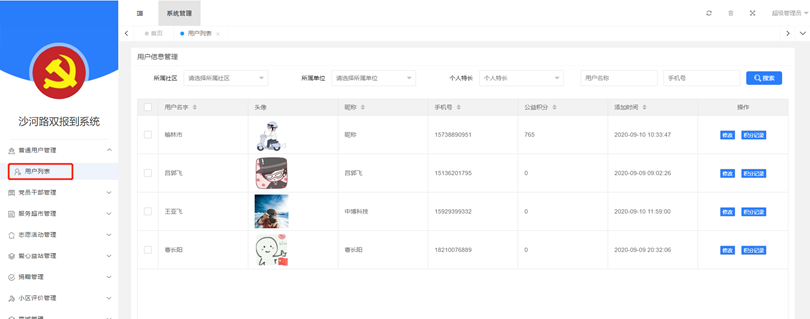 系统管理
超级管理员
首页
用户列表
沙河路双报到系统
普通用户管理
用户列表
党员干部管理
服务超市管理
志愿活动管理
爱心益站管理
捐赠管理
小区评价管理
用户信息管理
所属社区 请选择所属社区 所属单位 请选择所属单位 个人特长 个人特长 用户名称 手机号 搜索
用户名字 头像 昵称 手机号 公益积分 添加时间 操作
榆林市 昵称 15738890951 765 2020-09-10 10:33:47 修改 积分记录
吕郭飞 吕郭飞 15136201795 0 2020-09-09 09:02:26 修改 积分记录
王亚飞 中博科技 15929399332 0 2020-09-10 11:59:00 修改 积分记录
春长阳 春长阳 18210076889 0 2020-09-09 20:32:06 修改 积分记录